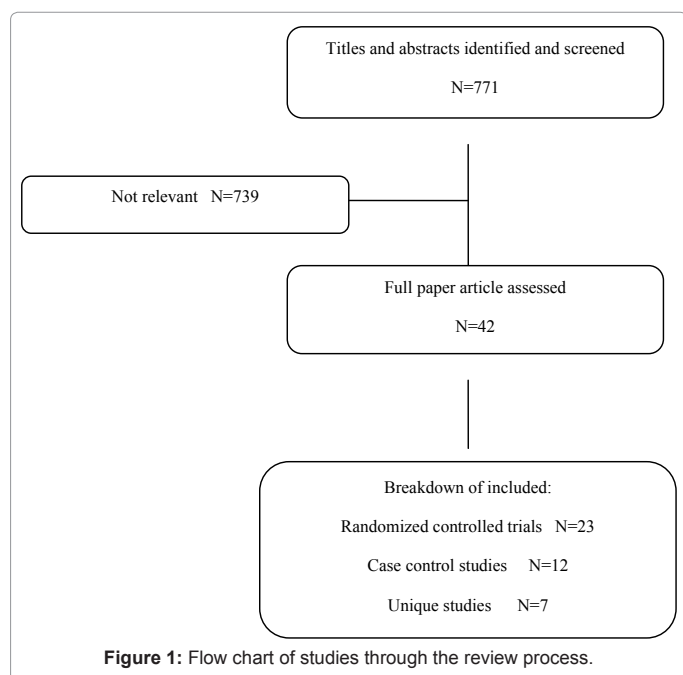 Titles and abstracts identified and screened
N=771
Not relevant N=739
Full paper article assessed
N=42
Breakdown of included:
Randomized controlled trials N=23
Case control studies N=12
Unique studies N=7
Figure 1: Flow chart of studies through the review process.